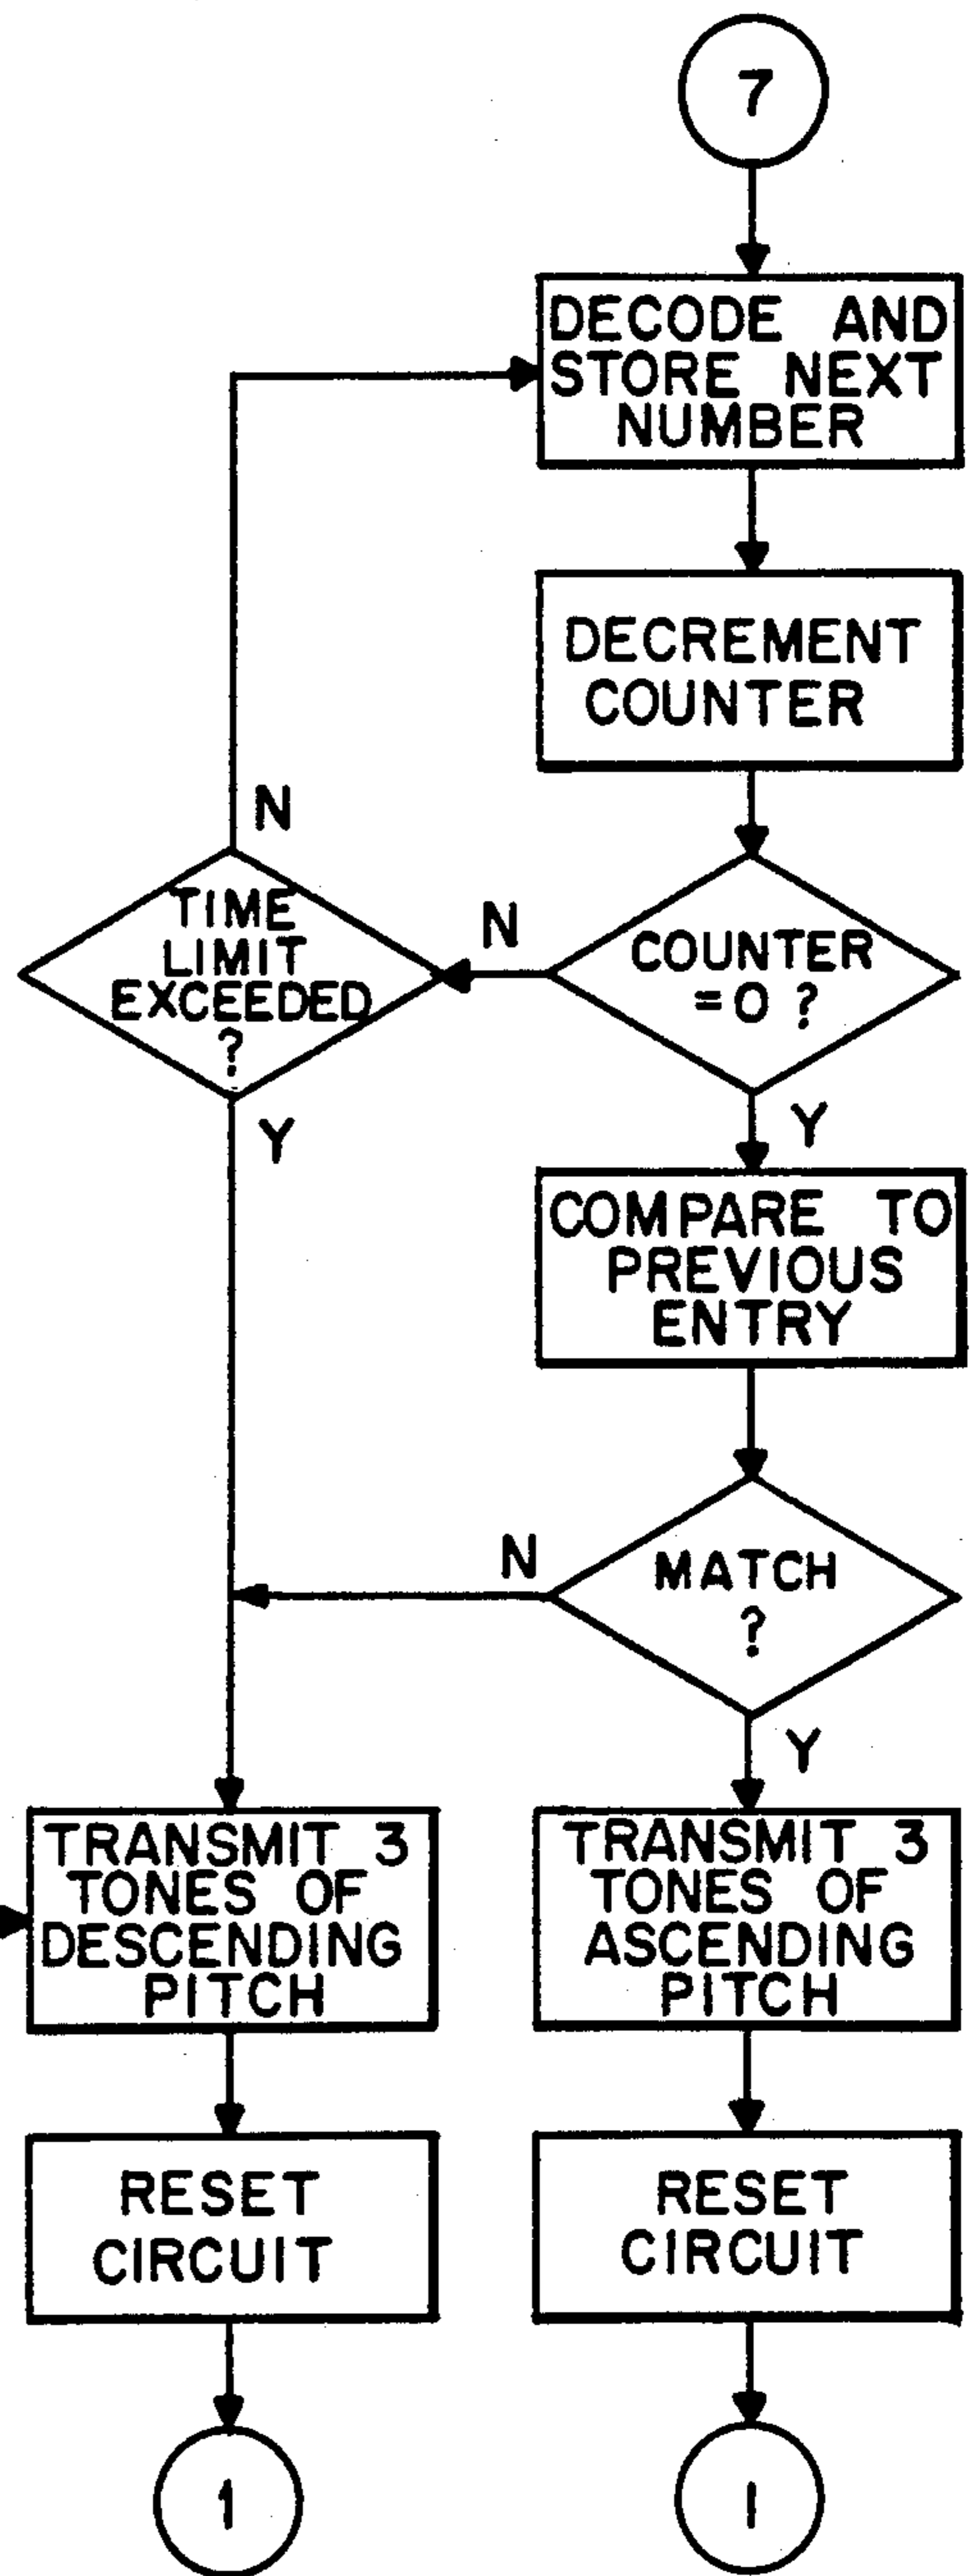 7
DECODE AND
STORE NEXT
NUMBER
DECREMENT
COUNTER
N
TIME
LIMIT
EXCEEDED
?
Y
N
COUNTER
=0 ?
Y
COMPARE TO
PREVIOUS
ENTRY
N
MATCH
?
Y
TRANSMIT 3
TONES OF
DESCENDING
PITCH
TRANSMIT 3
TONES OF
ASCENDING
PITCH
RESET
CIRCUIT
RESET
CIRCUIT
1
1